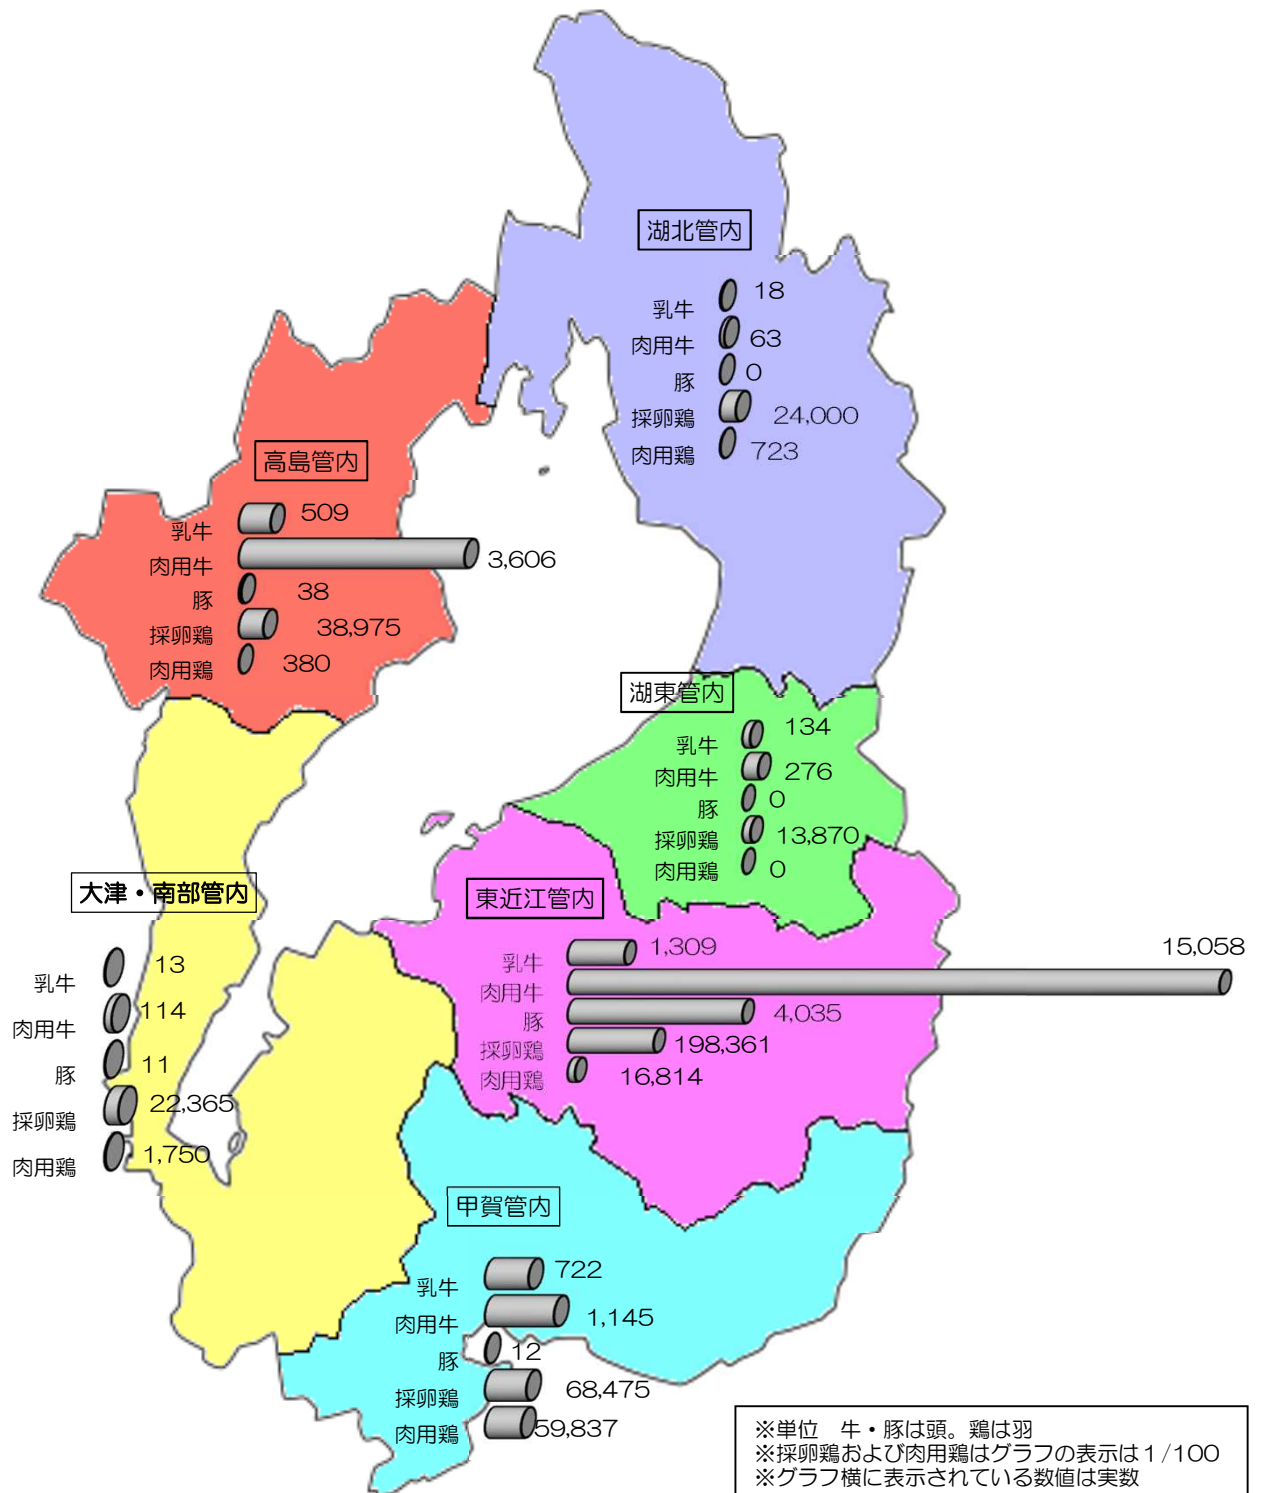 湖北管内
乳牛 18
肉用牛 63
豚 0
採卵鶏 24,000
肉用鶏 723
高島管内
乳牛 509
肉用牛 3,606
豚 38
採卵鶏 38,975
肉用鶏 380
湖東管内
乳牛 134
肉用牛 276
豚 0
採卵鶏 13,870
肉用鶏 0
大津・南部管内
乳牛 13
肉用牛 114
豚 11
採卵鶏 22,365
肉用鶏 1,750
東近江管内
乳牛 1,309
肉用牛 15,058
豚 4,035
採卵鶏 198,361
肉用鶏 16,814
甲賀管内
乳牛 722
肉用牛 1,145
豚 12
採卵鶏 68,475
肉用鶏 59,837
※単位 牛・豚は頭。鶏は羽
※採卵鶏および肉用鶏はグラフの表示は1/100
※グラフ横に表示されている数値は実数